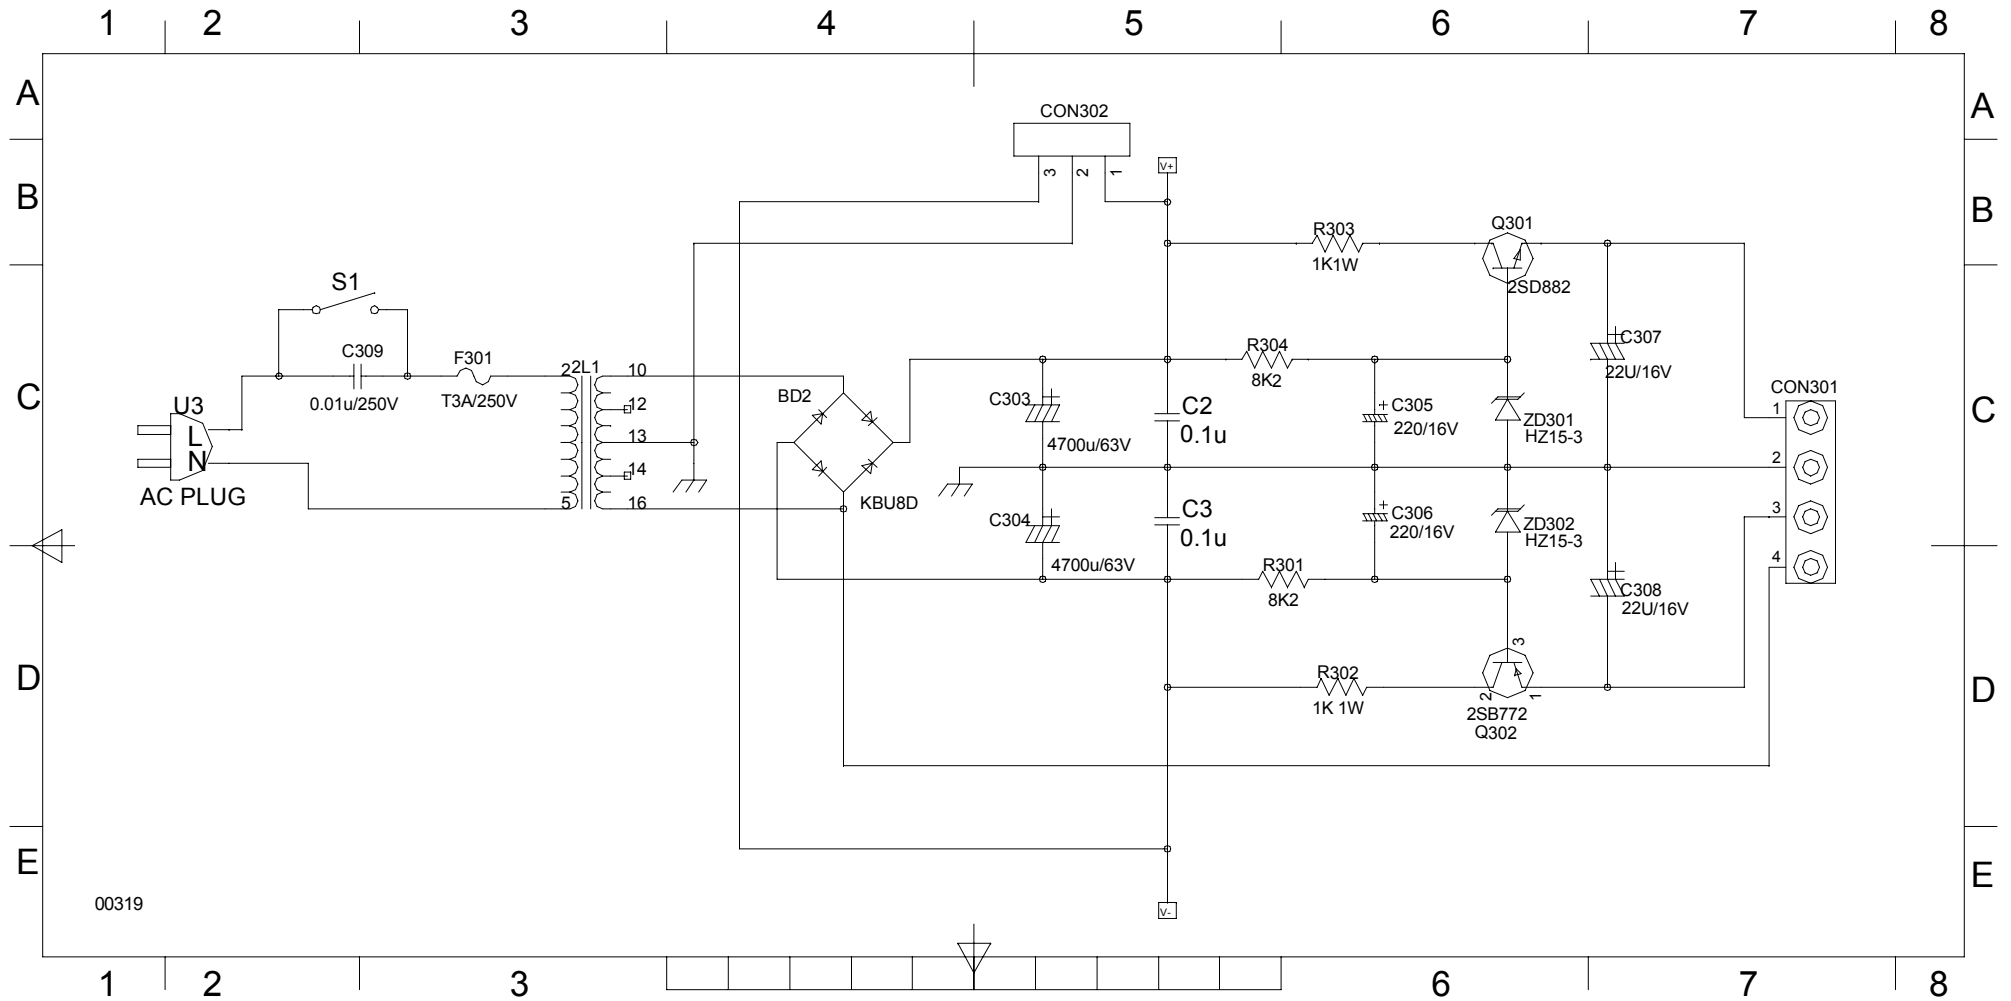 1 2 3 4 5 6 7 8
A A
CON302
3 2 1
V+
B B
Q301
R303
1K1W
2SD882
S1
C309
0.01u/250V
F301
T3A/250V
2 2L1 10
12
13
14
5 16
R304
8K2
C307
22U/16V
C C
U3
L
N
AC PLUG
BD2
KBU8D
C303
4700u/63V
C2
0.1u
C305
220/16V
ZD301
HZ15-3
CON301
1
2
3
4
C304
4700u/63V
C3
0.1u
C306
220/16V
ZD302
HZ15-3
R301
8K2
C308
22U/16V
D D
R302
1K 1W
3
2 1
2SB772
Q302
E E
00319
V-
1 2 3 6 7 8